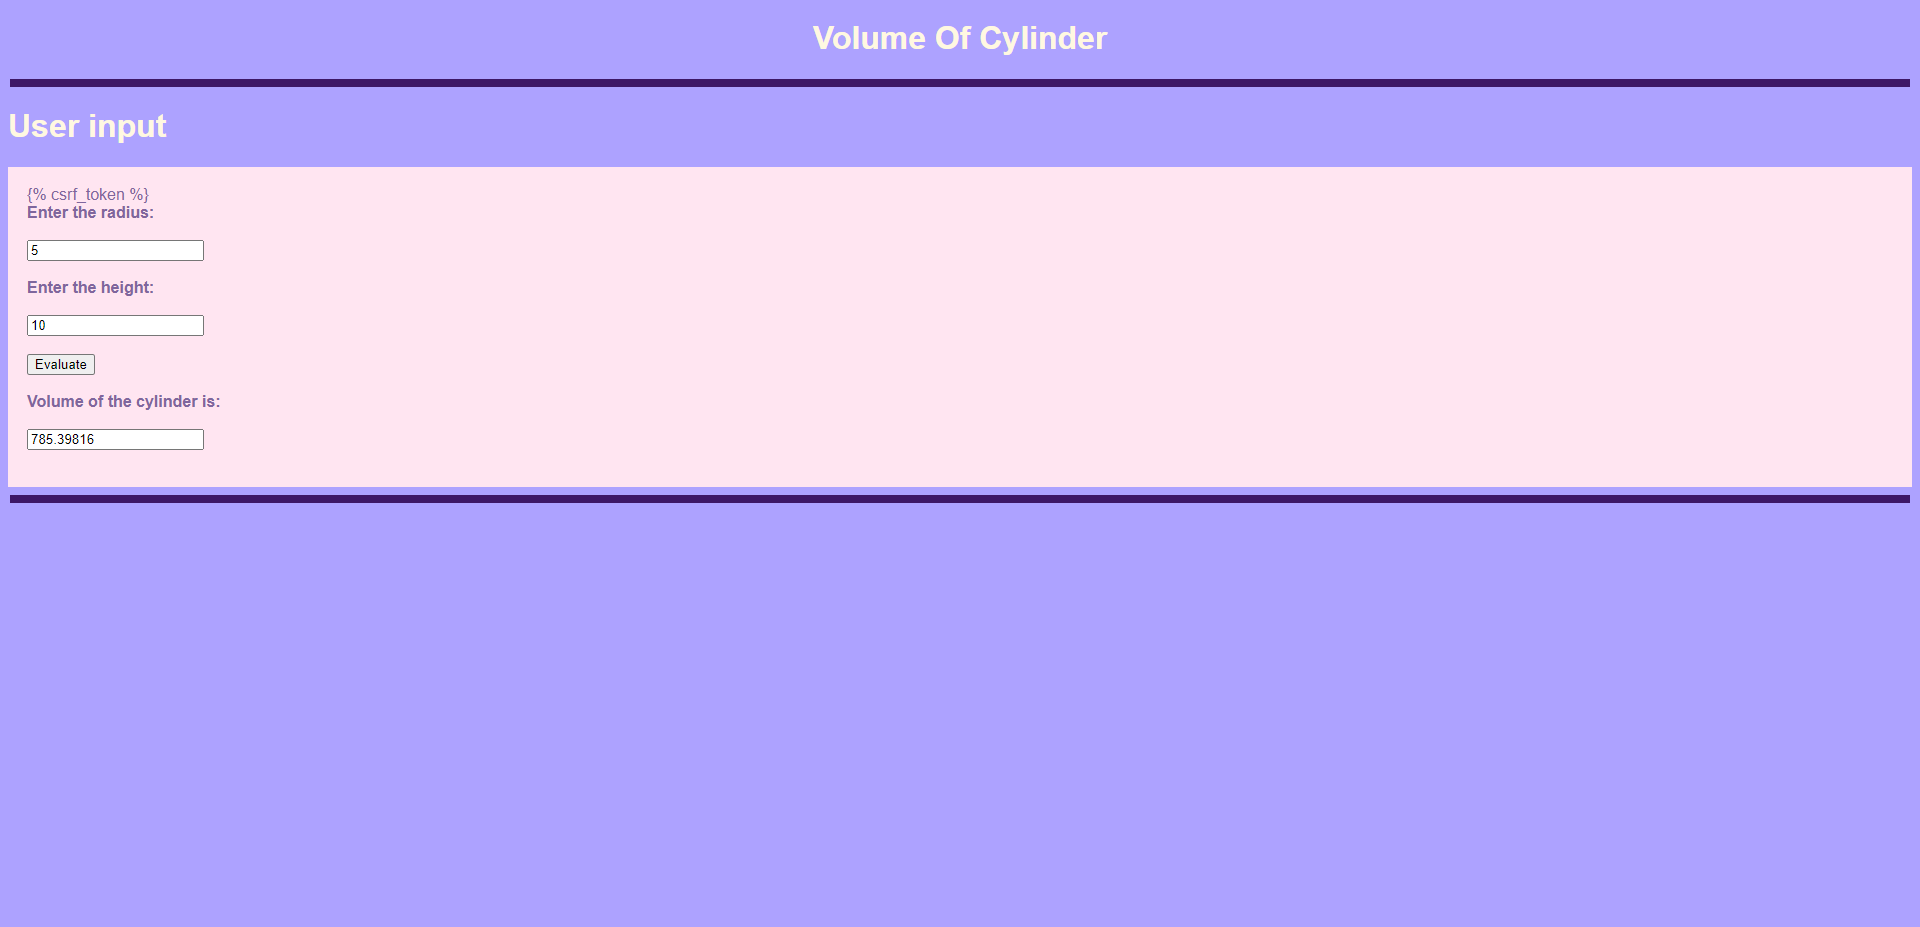 Volume Of Cylinder
User input
{% csrf_token %}
Enter the radius:
5
Enter the height:
10
Evaluate
Volume of the cylinder is:
785.39816